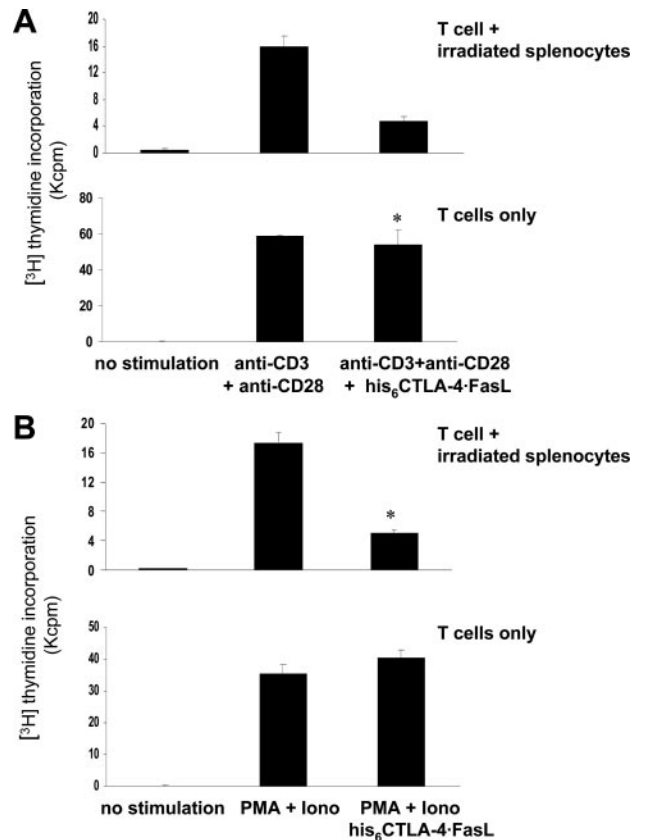 A
T cell +
irradiated splenocytes
20
16
12
8
4
0
[³H] thymidine incorporation
(Kcpm)
T cells only
*
80
60
40
20
0
no stimulation
anti-CD3
+ anti-CD28
anti-CD3+anti-CD28
+ his₆CTLA-4·FasL
B
T cell +
irradiated splenocytes
*
20
16
12
8
4
0
[³H] thymidine incorporation
(Kcpm)
T cells only
50
40
30
20
10
0
no stimulation
PMA + Iono
PMA + Iono
his₆CTLA-4·FasL